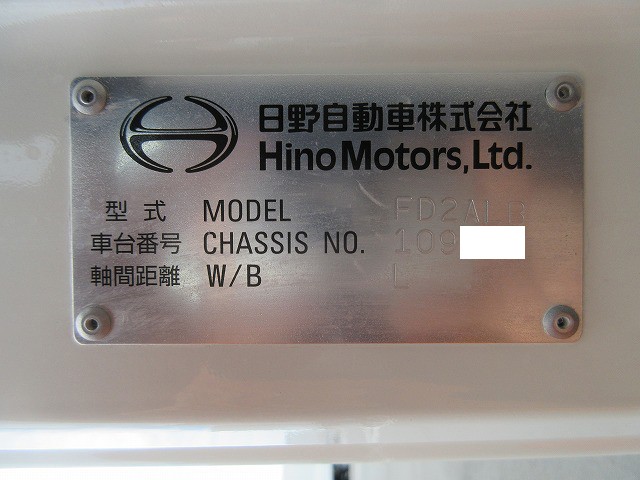 日野自動車株式会社
Hino Motors, Ltd.
型式 MODEL FD2ALB
車台番号 CHASSIS NO. 109
軸間距離 W/B L